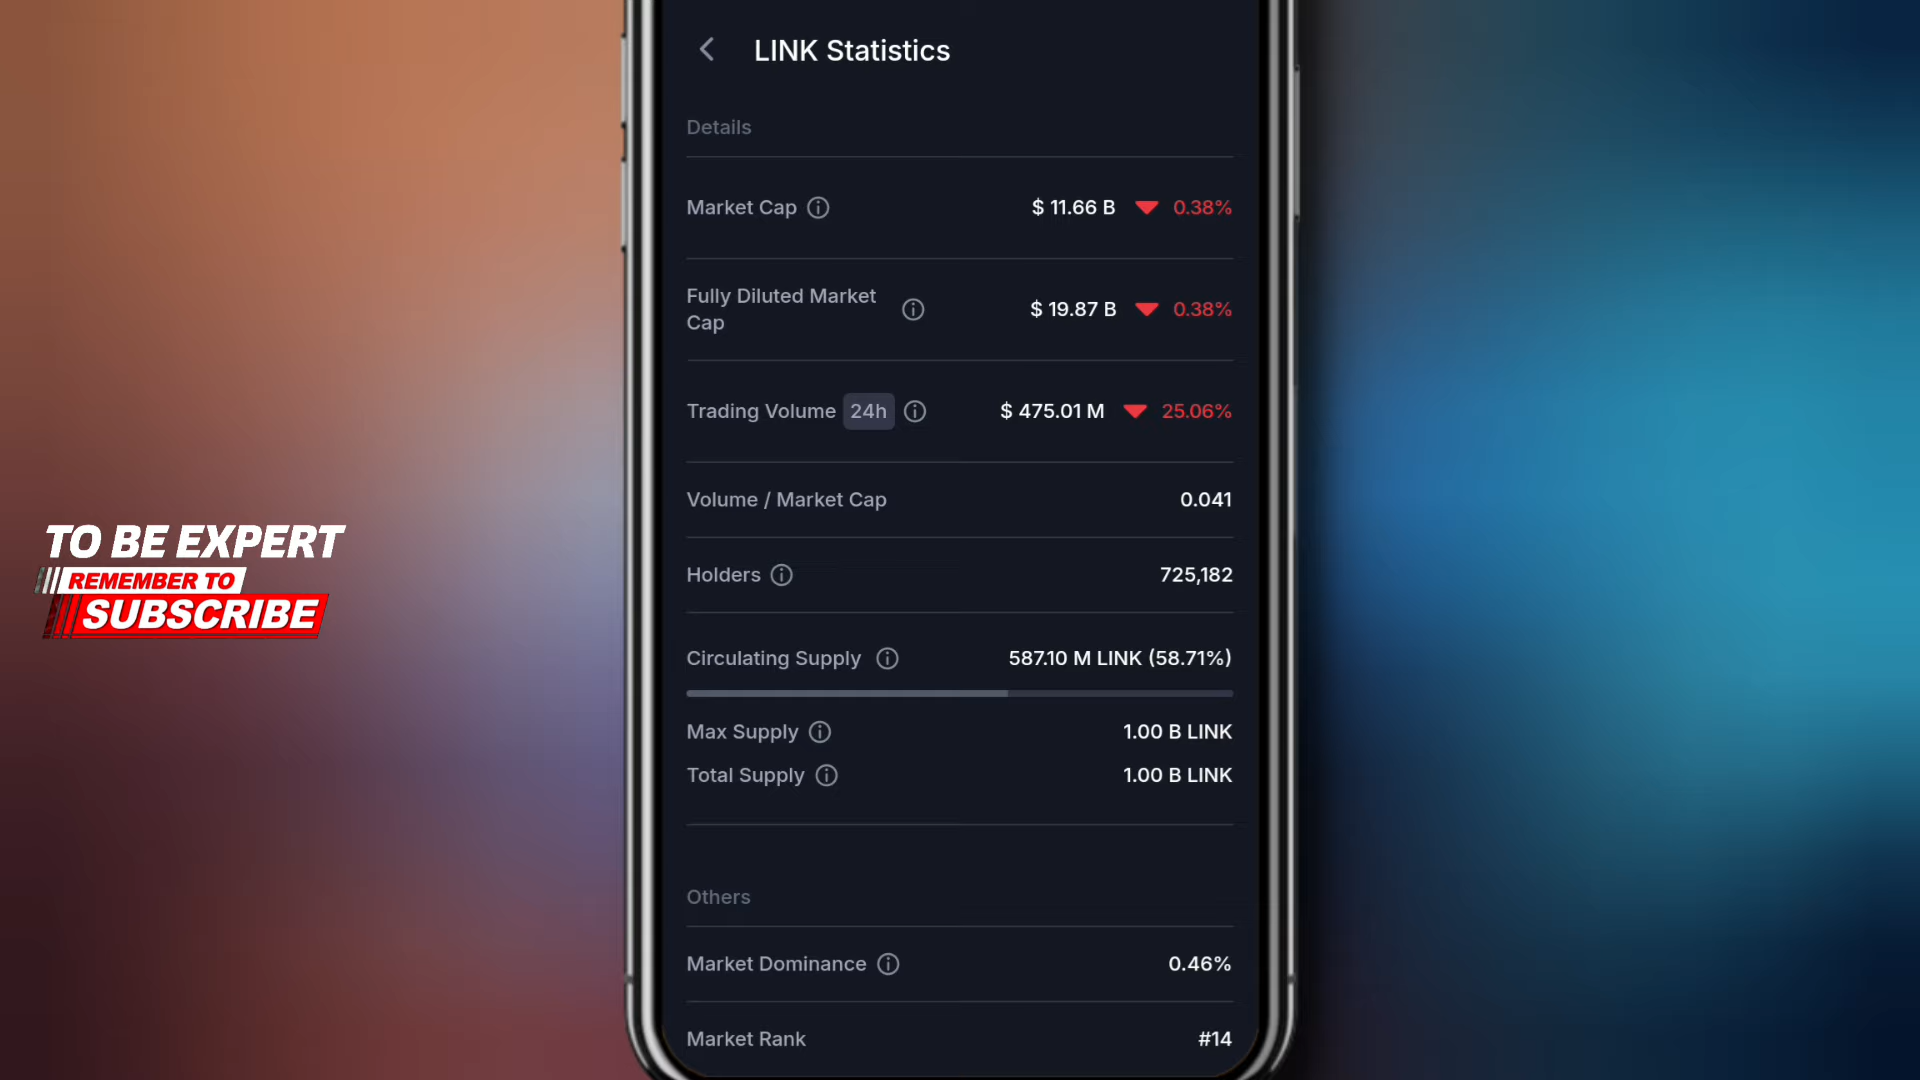 LINK Statistics
Details
Market Cap $ 11.66 B 0.38%
Fully Diluted Market
Cap $ 19.87 B 0.38%
Trading Volume 24h $ 475.01 M 25.06%
Volume / Market Cap 0.041
Holders 725,182
Circulating Supply 587.10 M LINK (58.71%)
Max Supply 1.00 B LINK
Total Supply 1.00 B LINK
Others
Market Dominance 0.46%
Market Rank #14
TO BE EXPERT
REMEMBER TO
SUBSCRIBE